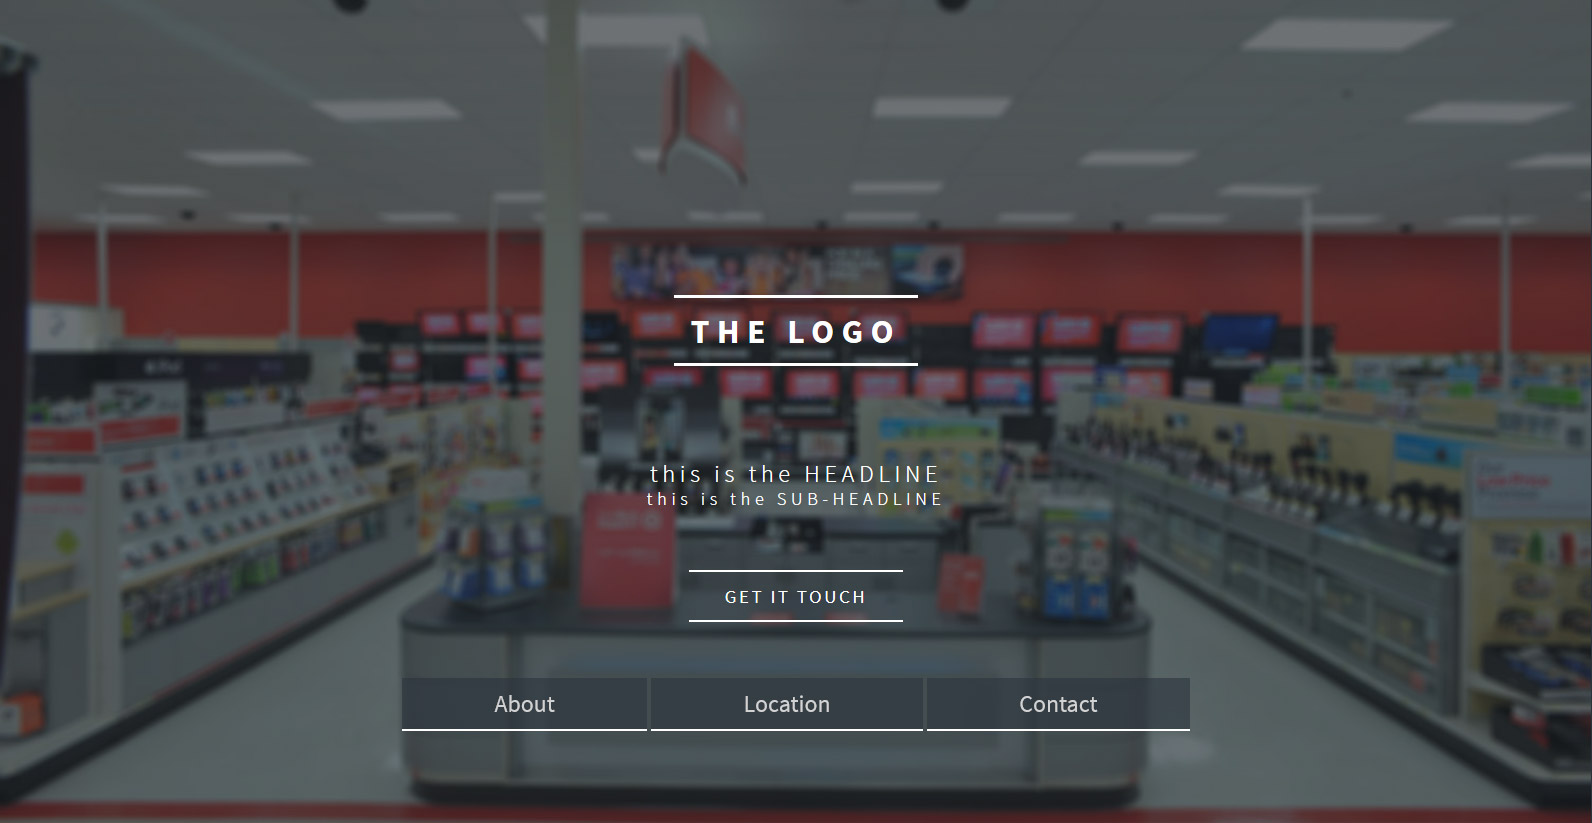 THE LOGO
this is the HEADLINE
this is the SUB-HEADLINE
GET IT TOUCH
About
Location
Contact